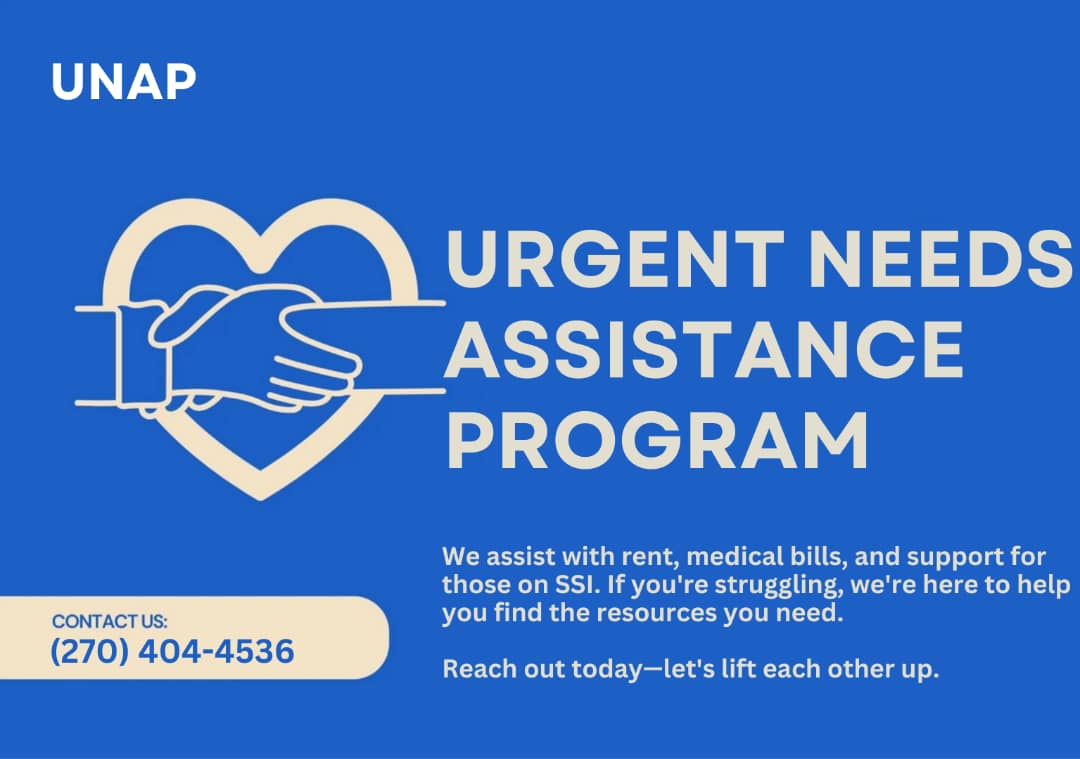 UNAP
URGENT NEEDS
ASSISTANCE
PROGRAM
We assist with rent, medical bills, and support for
those on SSI. If you're struggling, we're here to help
you find the resources you need.
Reach out today—let's lift each other up.
CONTACT US:
(270) 404-4536